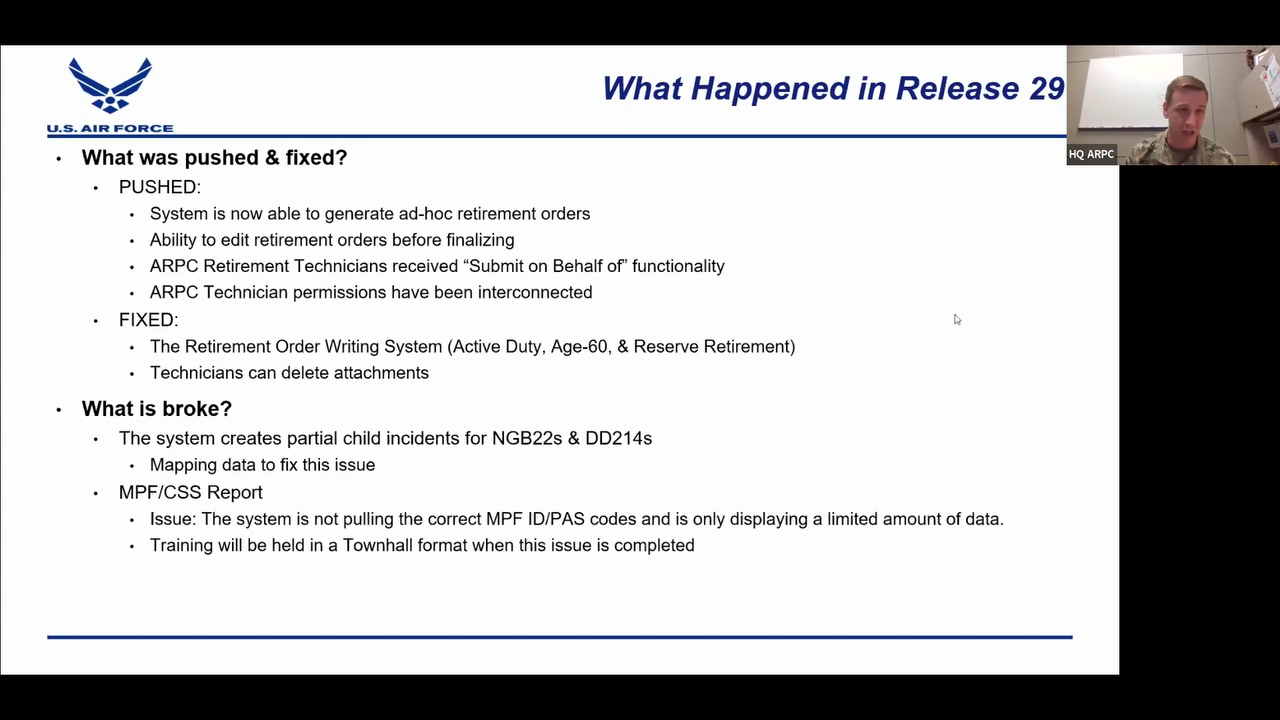 What Happened in Release 29
U.S. AIR FORCE
HQ ARPC
• What was pushed & fixed?
• PUSHED:
• System is now able to generate ad-hoc retirement orders
• Ability to edit retirement orders before finalizing
• ARPC Retirement Technicians received “Submit on Behalf of” functionality
• ARPC Technician permissions have been interconnected
• FIXED:
• The Retirement Order Writing System (Active Duty, Age-60, & Reserve Retirement)
• Technicians can delete attachments
• What is broke?
• The system creates partial child incidents for NGB22s & DD214s
• Mapping data to fix this issue
• MPF/CSS Report
• Issue: The system is not pulling the correct MPF ID/PAS codes and is only displaying a limited amount of data.
• Training will be held in a Townhall format when this issue is completed